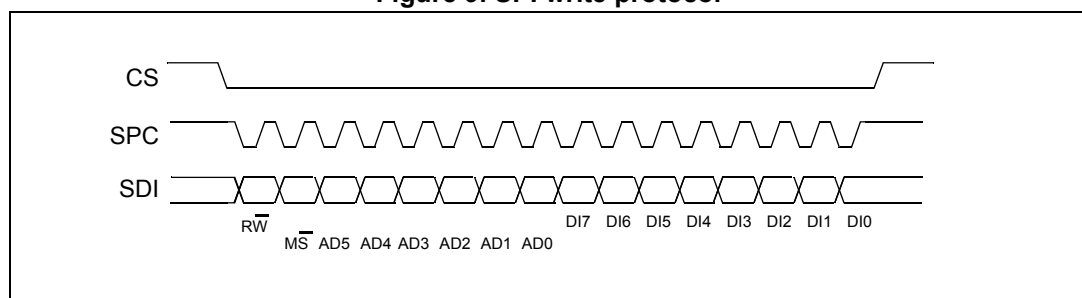 Figure 9. SPI write protocol
CS
SPC
SDI
RW̅
DI7 DI6 DI5 DI4 DI3 DI2 DI1 DI0
MS̅ AD5 AD4 AD3 AD2 AD1 AD0